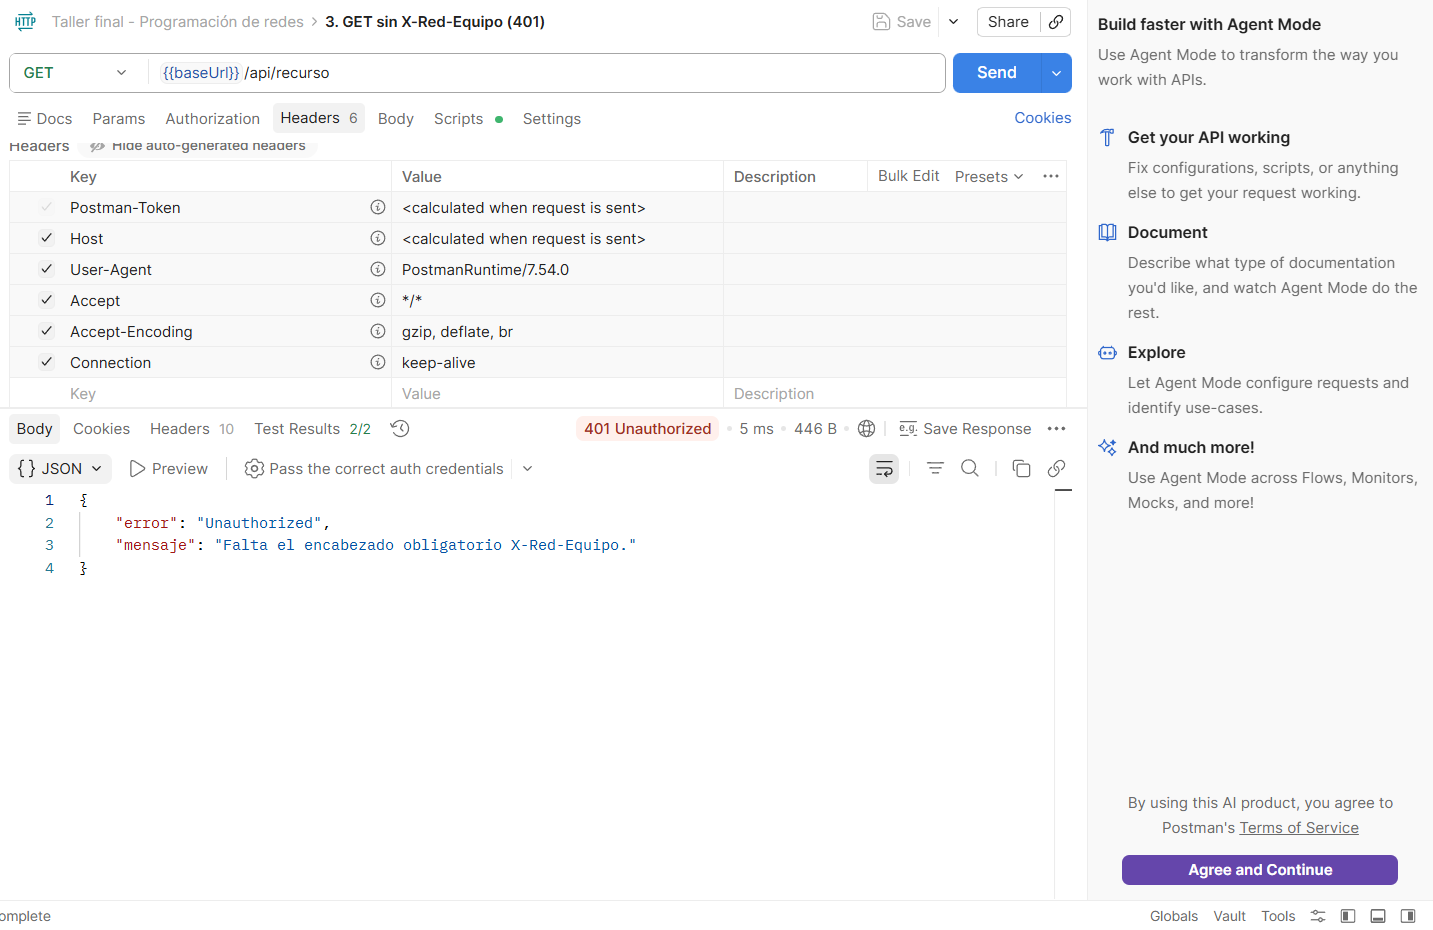 HTTP Taller final - Programación de redes > 3. GET sin X-Red-Equipo (401) Save Share
GET {{baseUrl}} /api/recurso Send
Docs Params Authorization Headers 6 Body Scripts Settings Cookies
Headers Hide auto-generated headers
Key Value Description Bulk Edit Presets
Postman-Token <calculated when request is sent>
Host <calculated when request is sent>
User-Agent PostmanRuntime/7.54.0
Accept */*
Accept-Encoding gzip, deflate, br
Connection keep-alive
Key Value Description
Body Cookies Headers 10 Test Results 2/2 401 Unauthorized 5 ms 446 B e.g. Save Response
{} JSON Preview Pass the correct auth credentials
1 {
2 "error": "Unauthorized",
3 "mensaje": "Falta el encabezado obligatorio X-Red-Equipo."
4 }
Build faster with Agent Mode
Use Agent Mode to transform the way you
work with APIs.
Get your API working
Fix configurations, scripts, or anything
else to get your request working.
Document
Describe what type of documentation
you'd like, and watch Agent Mode do the
rest.
Explore
Let Agent Mode configure requests and
identify use-cases.
And much more!
Use Agent Mode across Flows, Monitors,
Mocks, and more!
By using this AI product, you agree to
Postman's Terms of Service
Agree and Continue
omplete Globals Vault Tools